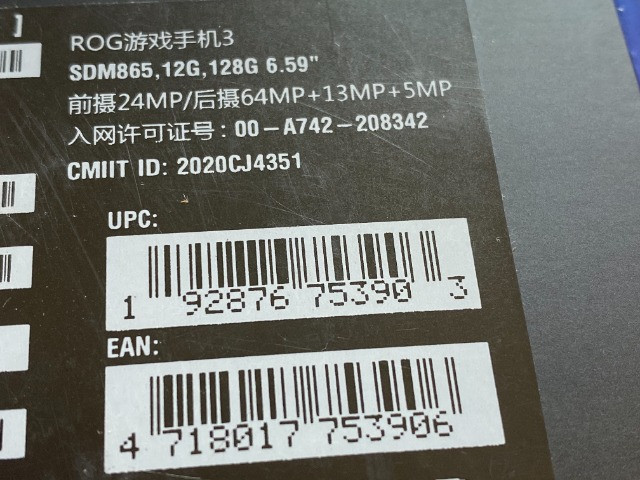 ]
ROG游戏手机3
SDM865,12G,128G 6.59"
前摄24MP/后摄64MP+13MP+5MP
入网许可证号: 00-A742-208342
CMIIT ID: 2020CJ4351
UPC:
1 92876 75390 3
EAN:
4 718017 753906